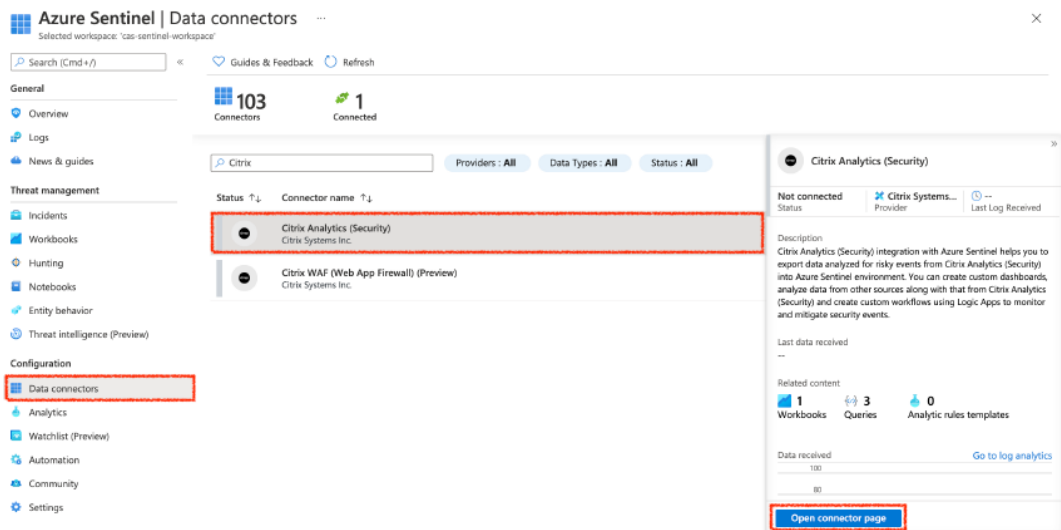 Azure Sentinel | Data connectors ...
Selected workspace: 'cas-sentinel-workspace'
Search (Cmd+/)
«
General
Overview
Logs
News & guides
Threat management
Incidents
Workbooks
Hunting
Notebooks
Entity behavior
Threat intelligence (Preview)
Configuration
Data connectors
Analytics
Watchlist (Preview)
Automation
Community
Settings
Guides & Feedback
Refresh
103
Connectors
1
Connected
Citrix
Providers : All
Data Types : All
Status : All
Status ↑↓
Connector name ↑↓
Citrix Analytics (Security)
Citrix Systems Inc.
Citrix WAF (Web App Firewall) (Preview)
Citrix Systems Inc.
»
Citrix Analytics (Security)
Not connected
Status
Citrix Systems...
Provider
--
Last Log Received
Description
Citrix Analytics (Security) integration with Azure Sentinel helps you to
export data analyzed for risky events from Citrix Analytics (Security)
into Azure Sentinel environment. You can create custom dashboards,
analyze data from other sources along with that from Citrix Analytics
(Security) and create custom workflows using Logic Apps to monitor
and mitigate security events.
Last data received
--
Related content
1
Workbooks
3
Queries
0
Analytic rules templates
Data received
Go to log analytics
100
80
Open connector page